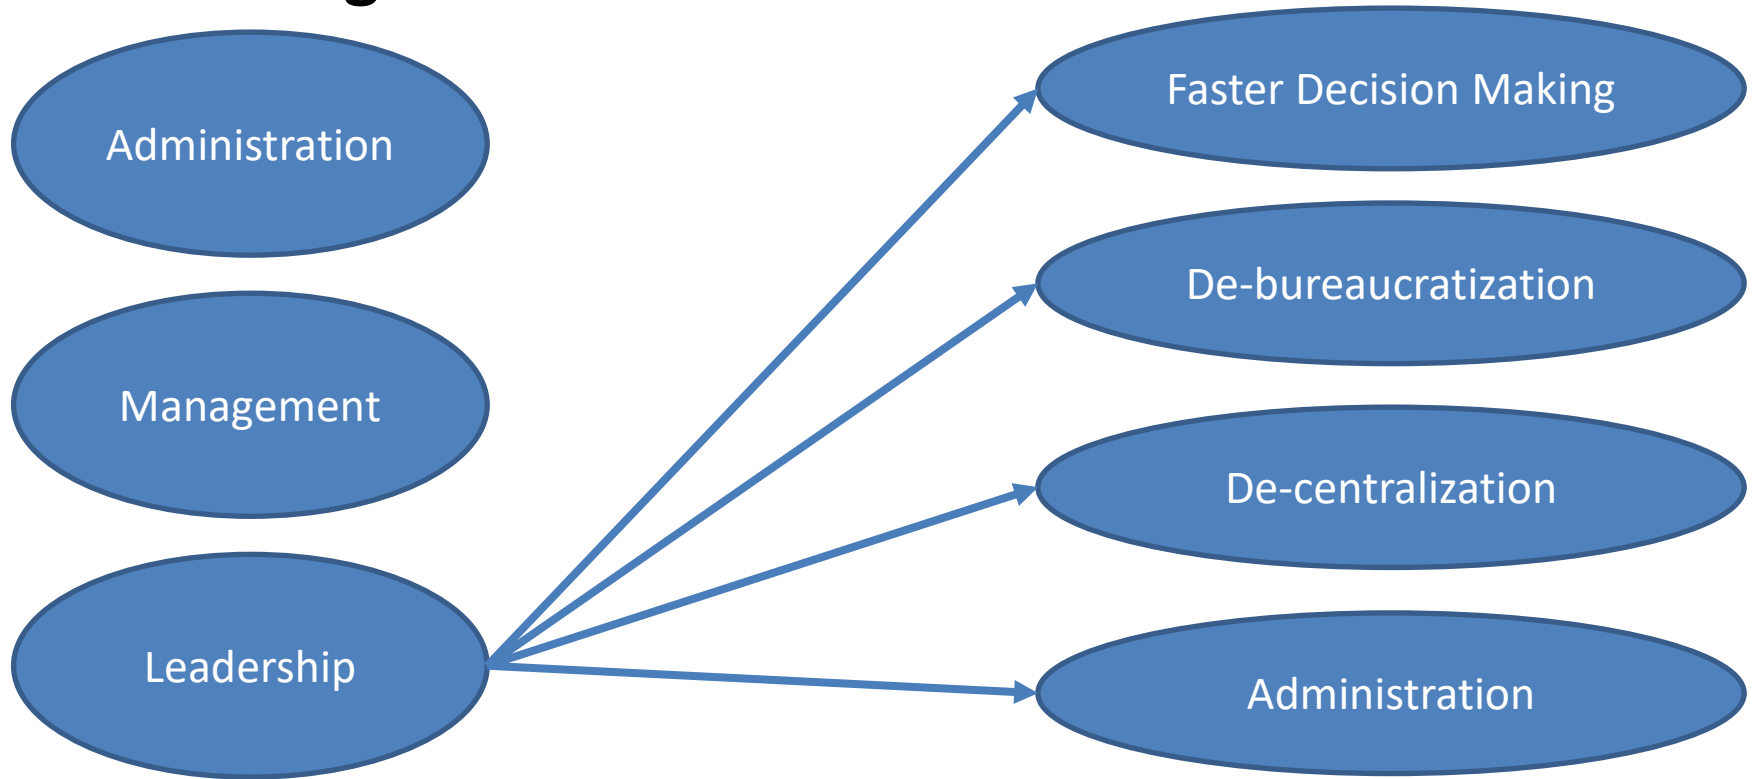 Administration
Management
Leadership
Faster Decision Making
De-bureaucratization
De-centralization
Administration